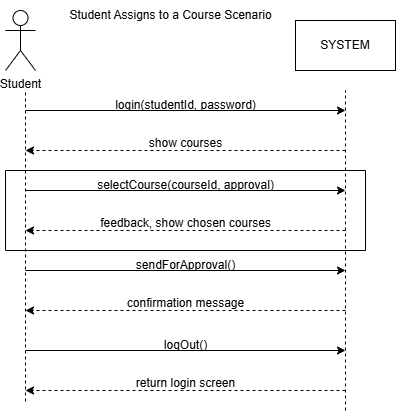 Student Assigns to a Course Scenario
SYSTEM
Student
login(studentId, password)
show courses
selectCourse(courseId, approval)
feedback, show chosen courses
sendForApproval()
confirmation message
logOut()
return login screen